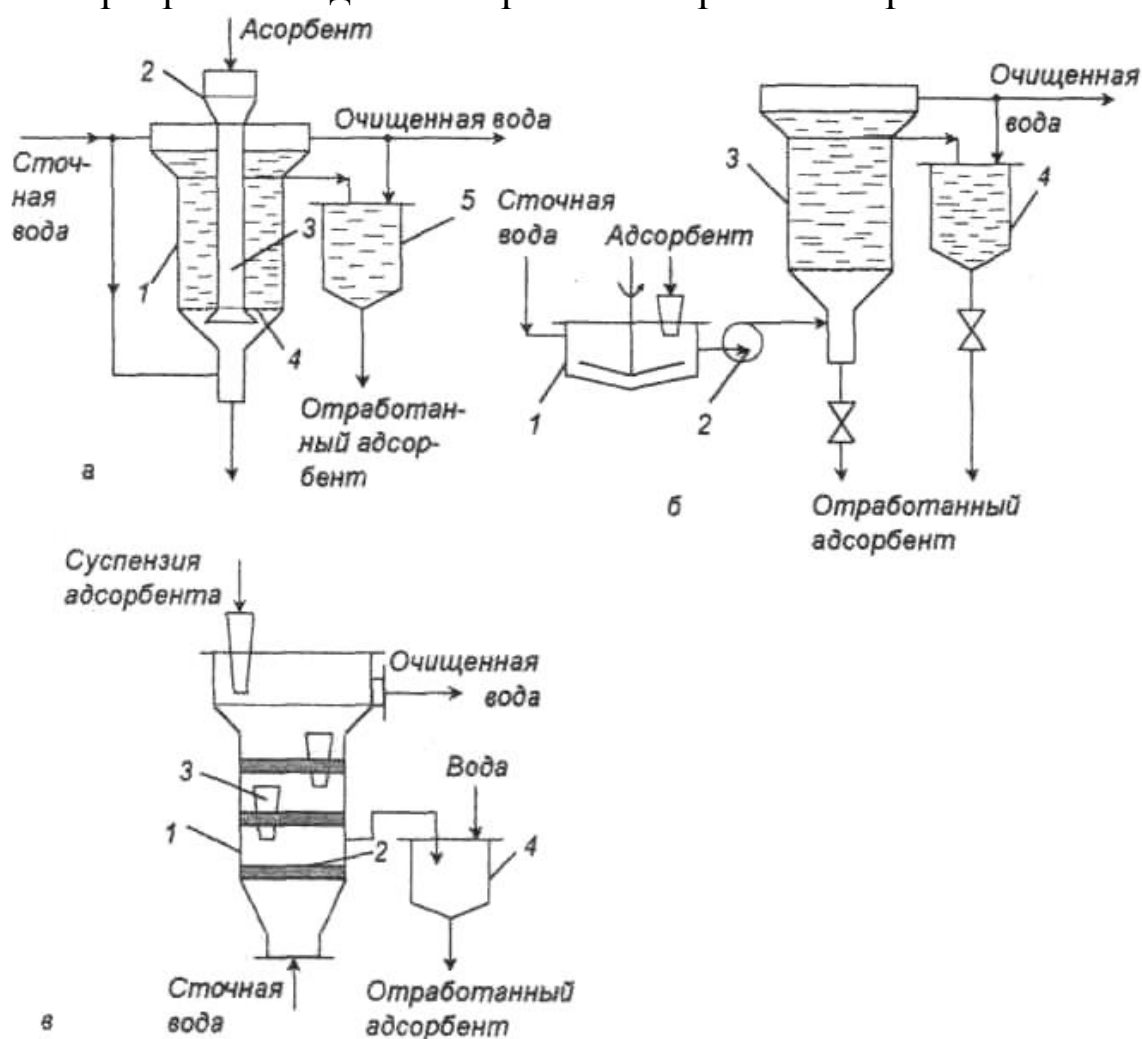 Асорбент
2
Очищенная вода
Сточ-
ная
вода
5
3
1
4
Отработан-
ный адсор-
бент
а
Очищенная
вода
3
4
Сточная
вода
Адсорбент
1
2
Отработанный
адсорбент
б
Суспензия
адсорбента
Очищенная
вода
3
Вода
1
2
4
Сточная
вода
Отработанный
адсорбент
в